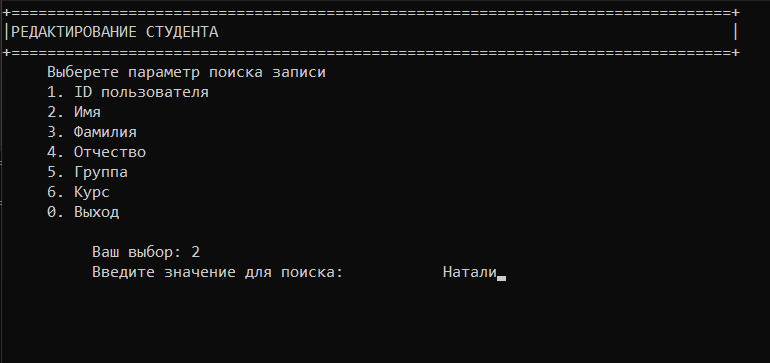 +================================================================================+
|РЕДАКТИРОВАНИЕ СТУДЕНТА |
+================================================================================+
Выберете параметр поиска записи
1. ID пользователя
2. Имя
3. Фамилия
4. Отчество
5. Группа
6. Курс
0. Выход
Ваш выбор: 2
Введите значение для поиска: Натали